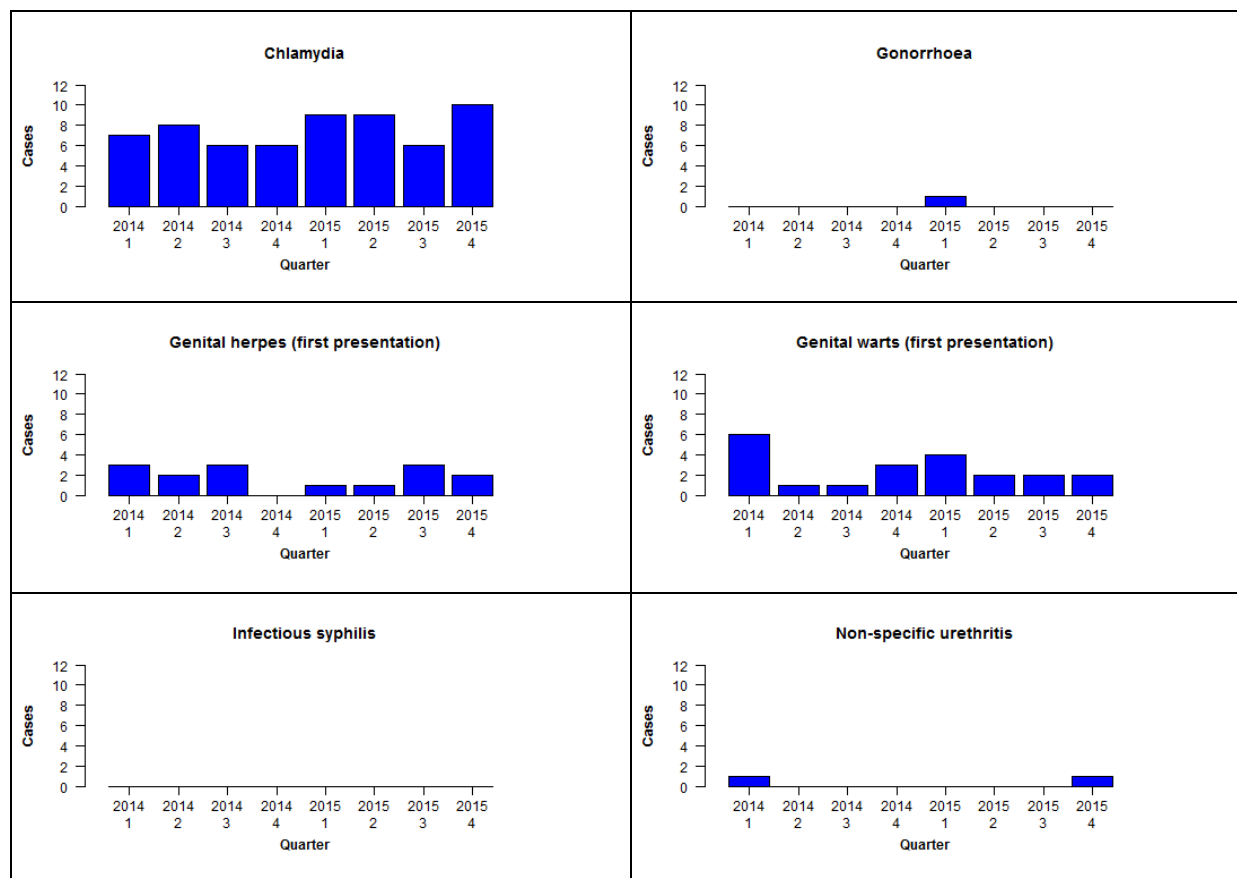 Chlamydia
12
10
8
6
4
2
0
Cases
2014 2014 2014 2014 2015 2015 2015 2015
1 2 3 4 1 2 3 4
Quarter
Gonorrhoea
12
10
8
6
4
2
0
Cases
2014 2014 2014 2014 2015 2015 2015 2015
1 2 3 4 1 2 3 4
Quarter
Genital herpes (first presentation)
12
10
8
6
4
2
0
Cases
2014 2014 2014 2014 2015 2015 2015 2015
1 2 3 4 1 2 3 4
Quarter
Genital warts (first presentation)
12
10
8
6
4
2
0
Cases
2014 2014 2014 2014 2015 2015 2015 2015
1 2 3 4 1 2 3 4
Quarter
Infectious syphilis
12
10
8
6
4
2
0
Cases
2014 2014 2014 2014 2015 2015 2015 2015
1 2 3 4 1 2 3 4
Quarter
Non-specific urethritis
12
10
8
6
4
2
0
Cases
2014 2014 2014 2014 2015 2015 2015 2015
1 2 3 4 1 2 3 4
Quarter